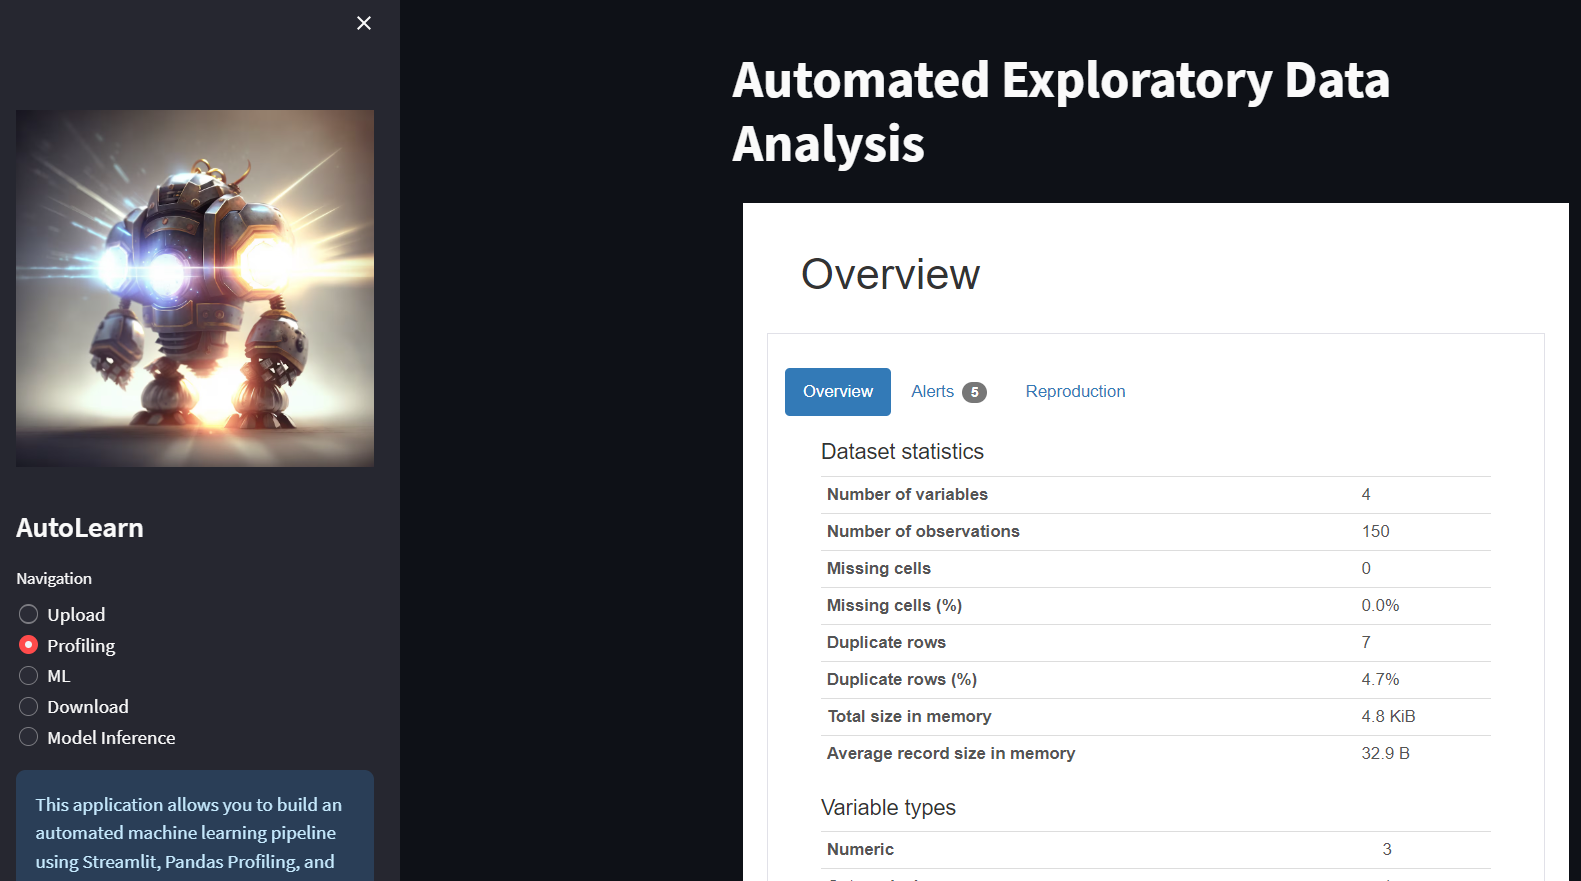 Automated Exploratory Data
Analysis
AutoLearn
Navigation
Upload
Profiling
ML
Download
Model Inference
This application allows you to build an
automated machine learning pipeline
using Streamlit, Pandas Profiling, and
Overview
Overview Alerts 5 Reproduction
Dataset statistics
Number of variables 4
Number of observations 150
Missing cells 0
Missing cells (%) 0.0%
Duplicate rows 7
Duplicate rows (%) 4.7%
Total size in memory 4.8 KiB
Average record size in memory 32.9 B
Variable types
Numeric 3